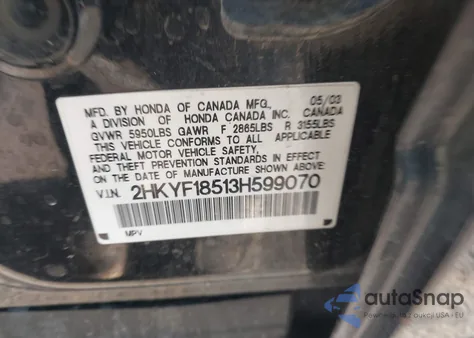 MFD. BY HONDA OF CANADA MFG., 05/03
A DIVISION OF HONDA CANADA INC. CANADA
GVWR 5950LBS GAWR F 2865LBS R 3155LBS
THIS VEHICLE CONFORMS TO ALL APPLICABLE
FEDERAL MOTOR VEHICLE SAFETY,
AND THEFT PREVENTION STANDARDS IN EFFECT
ON THE DATE OF MANUFACTURE SHOWN ABOVE:
V.I.N. 2HKYF18513H599070
MPV
autoSnap
USA i EU